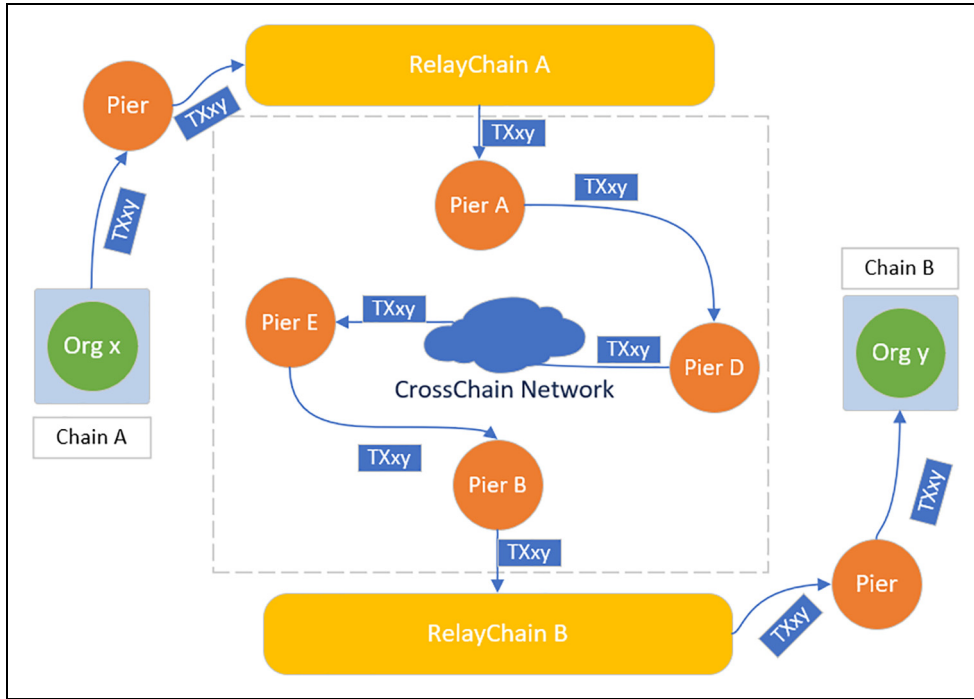 RelayChain A
Pier
TXxy
TXxy
TXxy
Pier A
TXxy
Org x
Chain A
Pier E
TXxy
TXxy
Pier D
CrossChain Network
TXxy
Pier B
TXxy
RelayChain B
TXxy
Pier
TXxy
Chain B
Org y